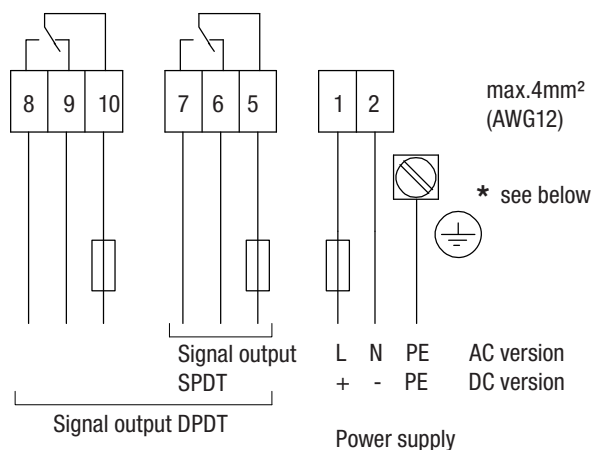 8 9 10 7 6 5 1 2
max.4mm²
(AWG12)
* see below
Signal output L N PE AC version
SPDT + - PE DC version
Signal output DPDT
Power supply